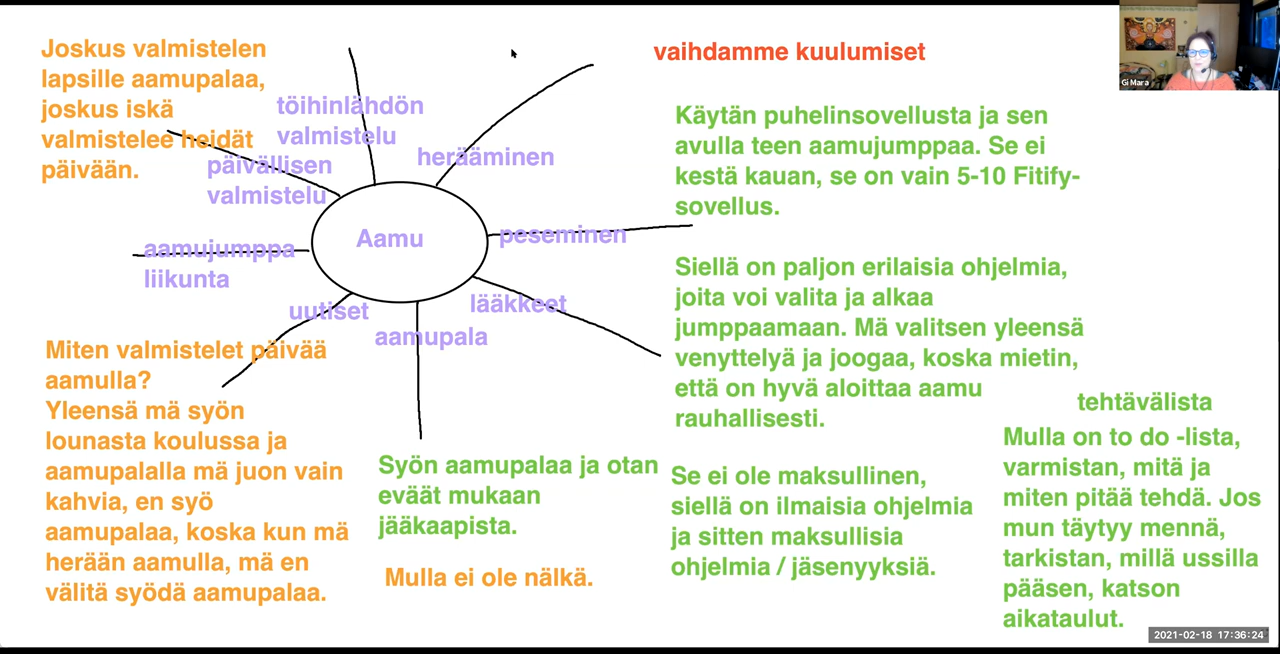 Joskus valmistelen
lapsille aamupalaa,
joskus iskä
valmistelee heidät
päivään.
töihinlähdön
valmistelu
päivällisen
valmistelu
herääminen
Aamu
peseminen
aamujumppa
liikunta
uutiset
lääkkeet
aamupala
vaihdamme kuulumiset
Käytän puhelinsovellusta ja sen
avulla teen aamujumppaa. Se ei
kestä kauan, se on vain 5-10 Fitify-
sovellus.
Siellä on paljon erilaisia ohjelmia,
joita voi valita ja alkaa
jumppaamaan. Mä valitsen yleensä
venyttelyä ja joogaa, koska mietin,
että on hyvä aloittaa aamu
rauhallisesti.
Miten valmistelet päivää
aamulla?
Yleensä mä syön
lounasta koulussa ja
aamupalalla mä juon vain
kahvia, en syö
aamupalaa, koska kun mä
herään aamulla, mä en
välitä syödä aamupalaa.
Syön aamupalaa ja otan
eväät mukaan
jääkaapista.
Mulla ei ole nälkä.
Se ei ole maksullinen,
siellä on ilmaisia ohjelmia
ja sitten maksullisia
ohjelmia / jäsenyyksiä.
tehtävälista
Mulla on to do -lista,
varmistan, mitä ja
miten pitää tehdä. Jos
mun täytyy mennä,
tarkistan, millä ussilla
pääsen, katson
aikataulut.
Gi Mara
2021-02-18 17:36:24